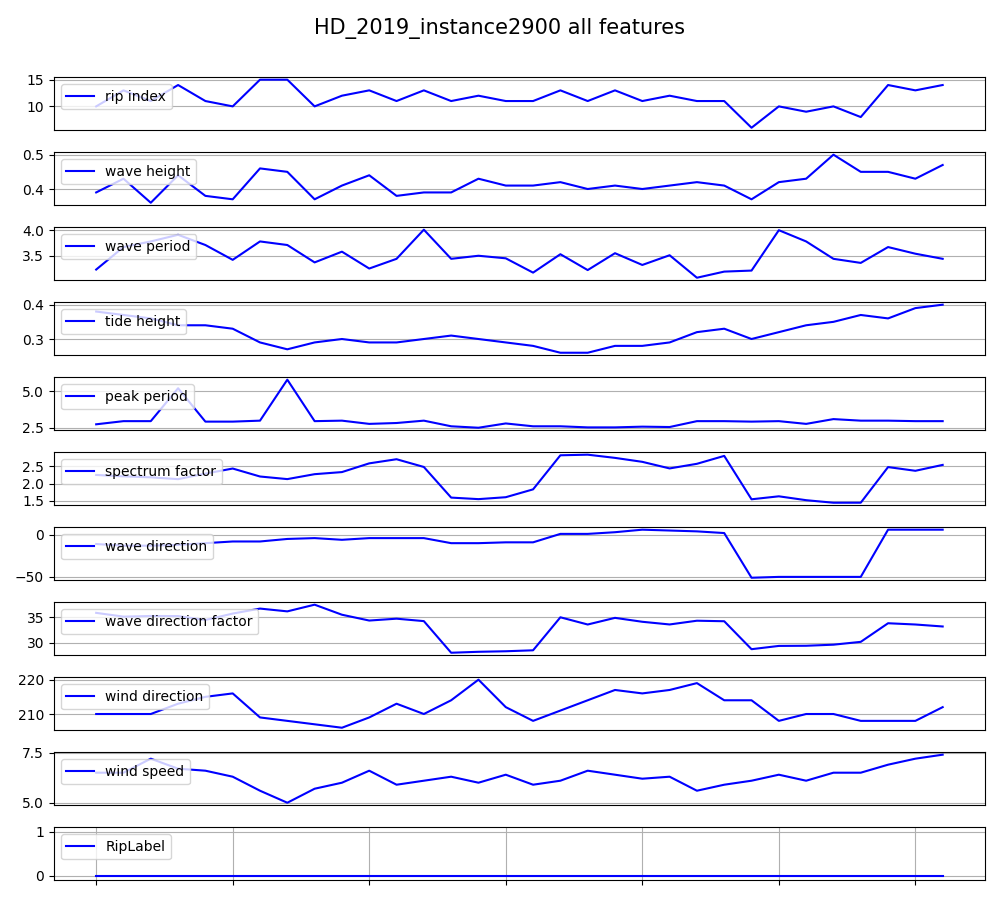 HD_2019_instance2900 all features
15
10
rip index
0.5
0.4
wave height
4.0
3.5
wave period
0.4
0.3
tide height
5.0
2.5
peak period
2.5
2.0
1.5
spectrum factor
0
−50
wave direction
35
30
wave direction factor
220
210
wind direction
7.5
5.0
wind speed
1
0
RipLabel